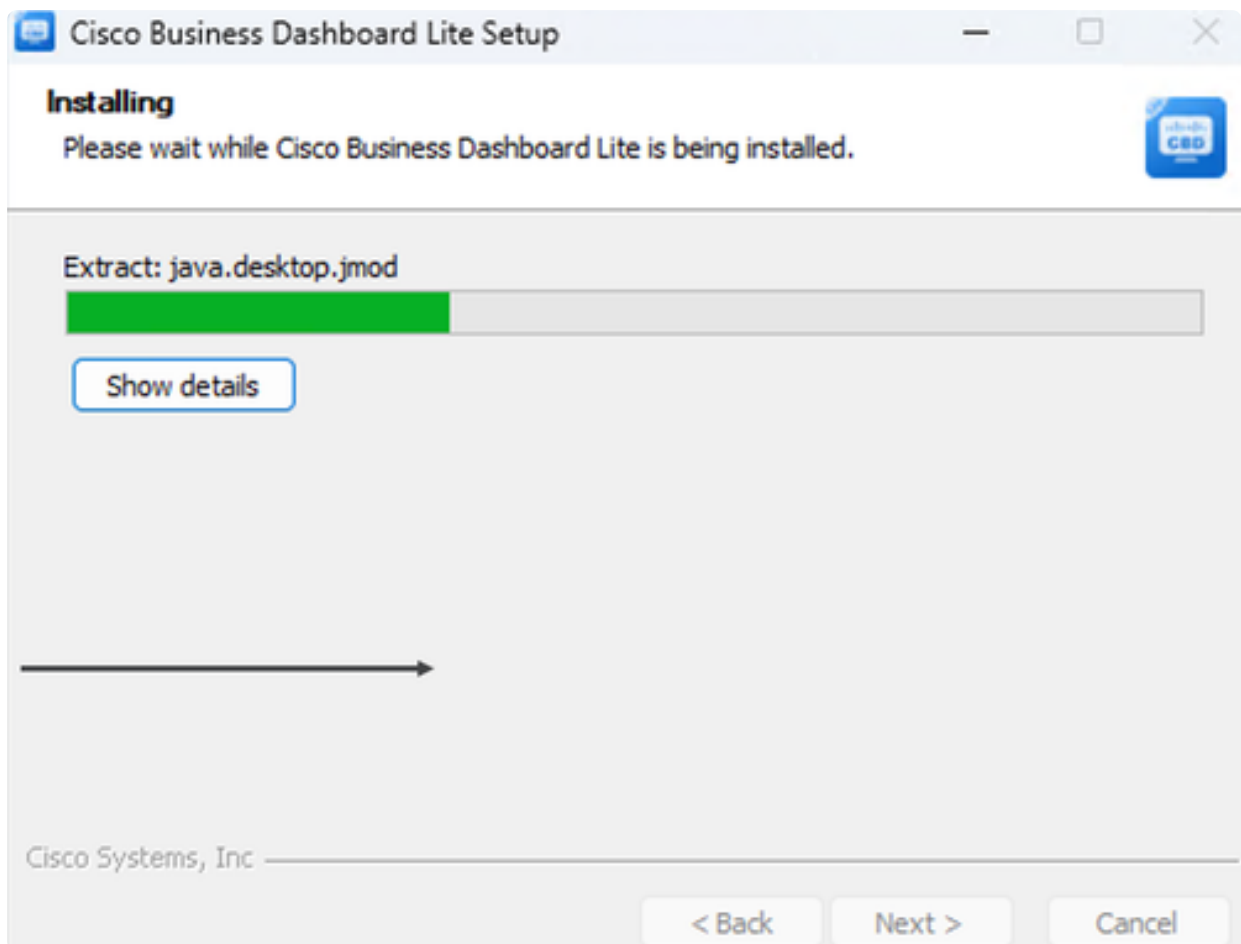 Cisco Business Dashboard Lite Setup
Installing
Please wait while Cisco Business Dashboard Lite is being installed.
CBD
Extract: java.desktop.jmod
Show details
Cisco Systems, Inc
< Back Next > Cancel